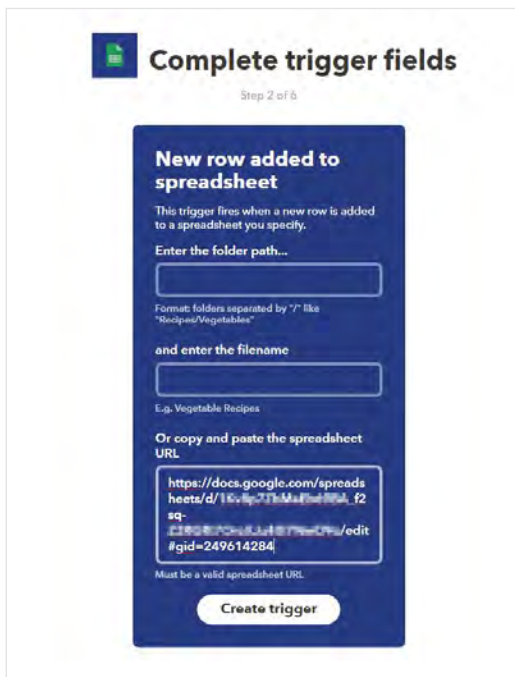 Complete trigger fields
Step 2 of 6
New row added to
spreadsheet
This trigger fires when a new row is added
to a spreadsheet you specify.
Enter the folder path...
Format: folders separated by "/" like
"Recipes/Vegetables"
and enter the filename
E.g. Vegetable Recipes
Or copy and paste the spreadsheet
URL
https://docs.google.com/spreads
heets/d/ _f2
sq-
/edit
#gid=249614284
Must be a valid spreadsheet URL
Create trigger